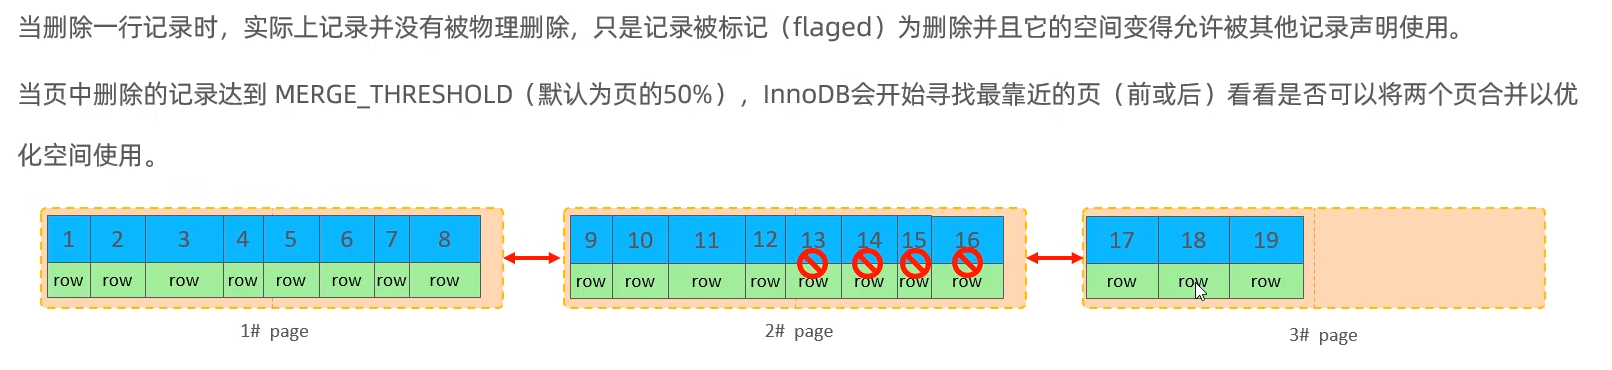 当删除一行记录时，实际上记录并没有被物理删除，只是记录被标记（flaged）为删除并且它的空间变得允许被其他记录声明使用。
当页中删除的记录达到 MERGE_THRESHOLD（默认为页的50%），InnoDB会开始寻找最靠近的页（前或后）看看是否可以将两个页合并以优
化空间使用。
1 2 3 4 5 6 7 8
row row row row row row row row
1# page
9 10 11 12 13 14 15 16
row row row row row row row row
2# page
17 18 19
row row row
3# page